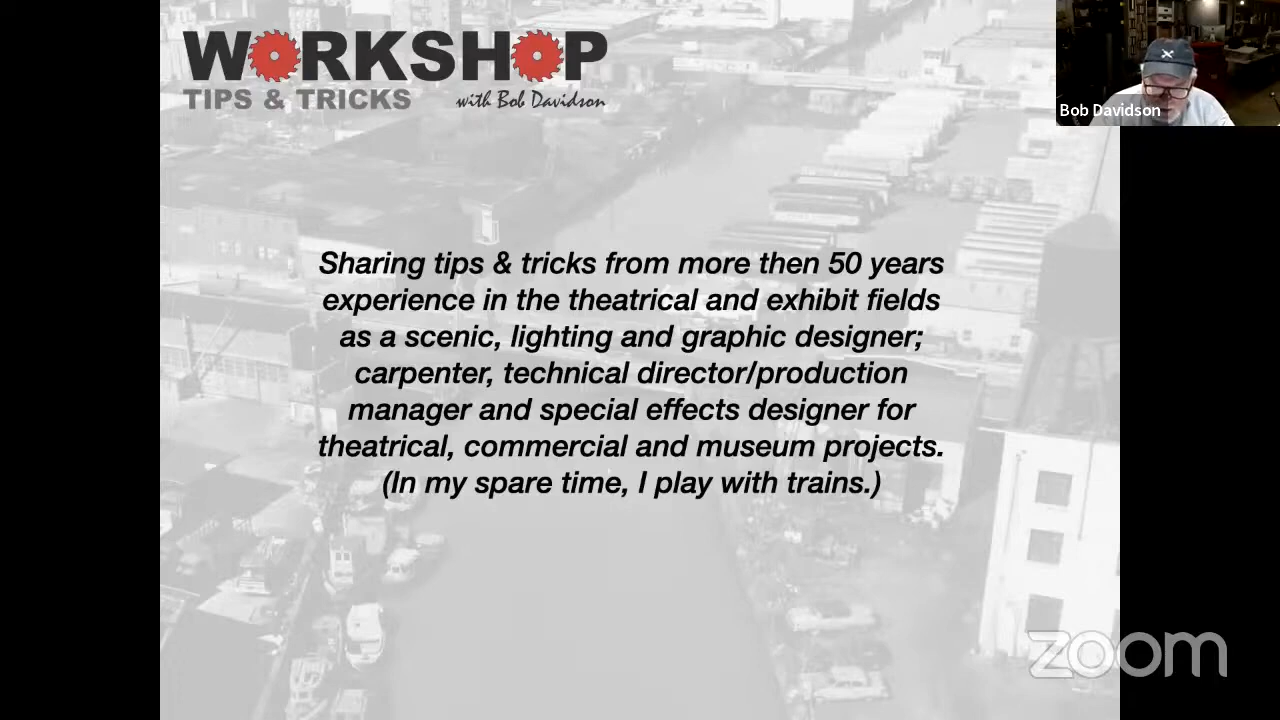 WORKSHOP
TIPS & TRICKS with Bob Davidson
Bob Davidson
Sharing tips & tricks from more then 50 years
experience in the theatrical and exhibit fields
as a scenic, lighting and graphic designer;
carpenter, technical director/production
manager and special effects designer for
theatrical, commercial and museum projects.
(In my spare time, I play with trains.)
zoom